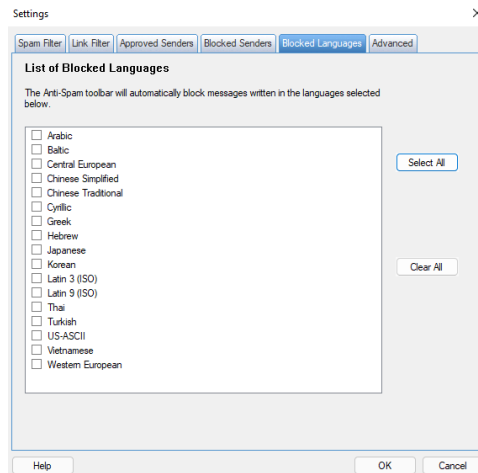 Settings
Spam Filter Link Filter Approved Senders Blocked Senders Blocked Languages Advanced
List of Blocked Languages
The Anti-Spam toolbar will automatically block messages written in the languages selected
below.
Arabic
Baltic
Central European
Select All
Chinese Simplified
Chinese Traditional
Cyrillic
Greek
Hebrew
Japanese
Korean
Clear All
Latin 3 (ISO)
Latin 9 (ISO)
Thai
Turkish
US-ASCII
Vietnamese
Western European
Help OK Cancel